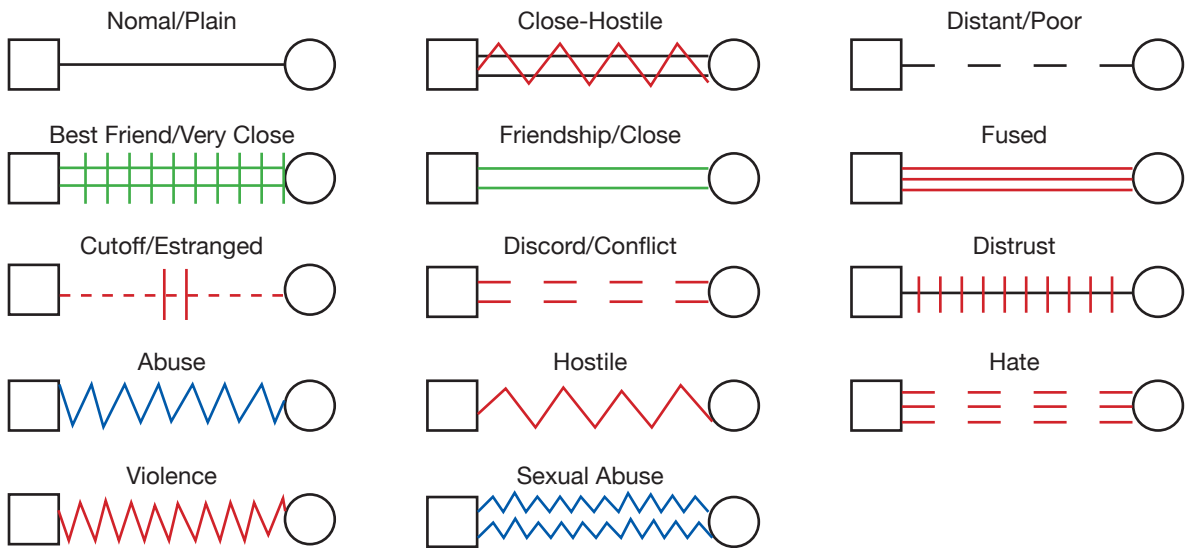 Nomal/Plain
Close-Hostile
Distant/Poor
Best Friend/Very Close
Friendship/Close
Fused
Cutoff/Estranged
Discord/Conflict
Distrust
Abuse
Hostile
Hate
Violence
Sexual Abuse